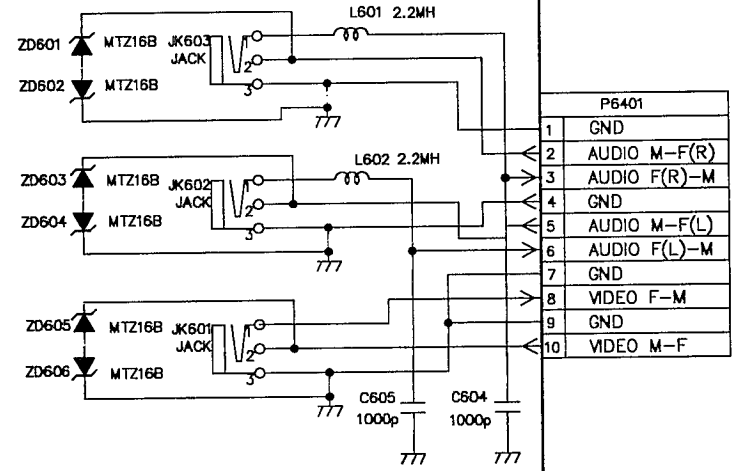 L601 2.2MH
ZD601 MTZ16B JK603
JACK
1
2
3
ZD602 MTZ16B
P6401
1 GND
2 AUDIO M-F(R)
3 AUDIO F(R)-M
4 GND
5 AUDIO M-F(L)
6 AUDIO F(L)-M
7 GND
8 VIDEO F-M
9 GND
10 VIDEO M-F
L602 2.2MH
ZD603 MTZ16B JK602
JACK
1
2
3
ZD604 MTZ16B
ZD605 MTZ16B JK601
JACK
1
2
3
ZD606 MTZ16B
C605
1000p
C604
1000p